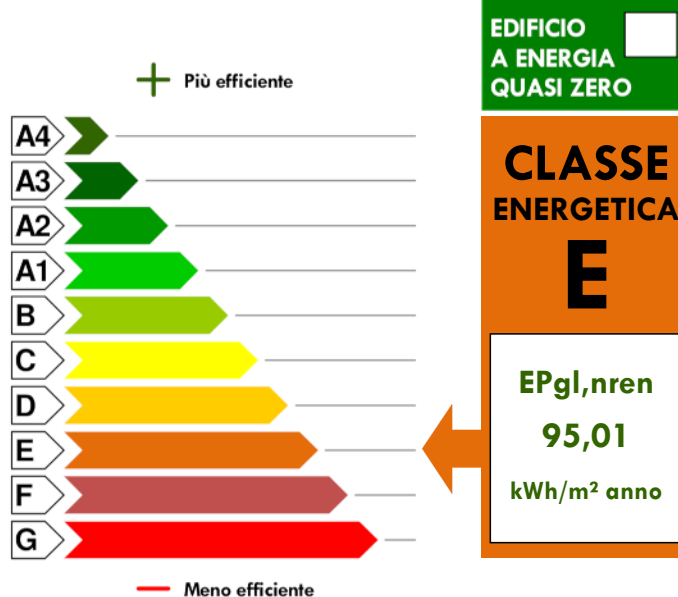 EDIFICIO
A ENERGIA
QUASI ZERO
Più efficiente
A4
A3
A2
A1
B
C
D
E
F
G
Meno efficiente
CLASSE
ENERGETICA
E
EPgl,nren
95,01
kWh/m² anno